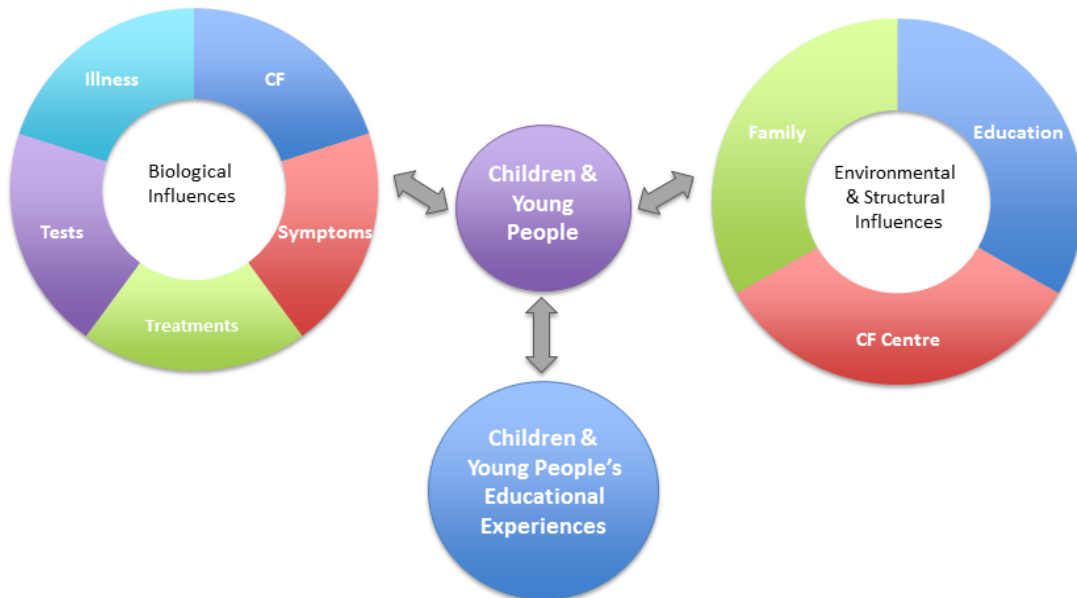 Illness
CF
Biological
Influences
Tests
Symptoms
Treatments
Children &
Young
People
Family
Education
Environmental
& Structural
Influences
CF Centre
Children &
Young People’s
Educational
Experiences